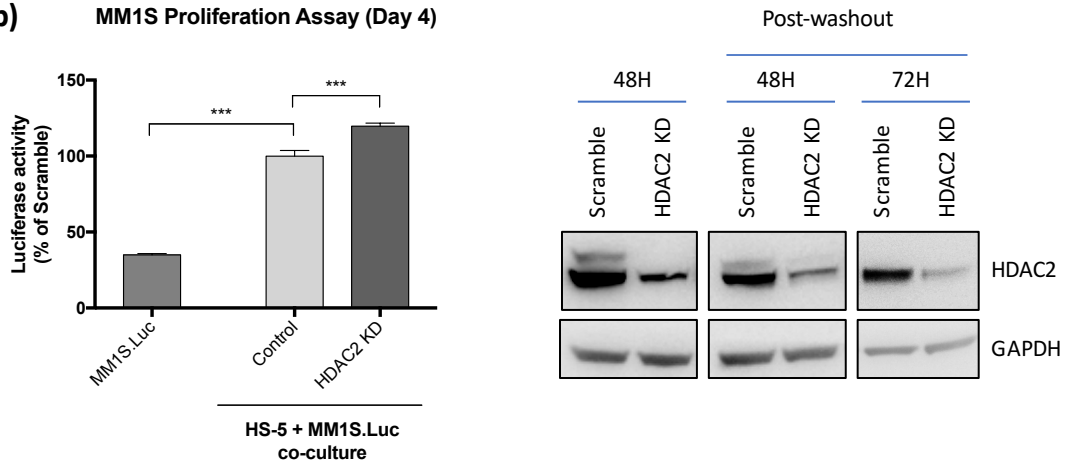 b)
MM1S Proliferation Assay (Day 4)
Luciferase activity
(% of Scramble)
150
100
50
0
***
***
MM1S.Luc
Control
HDAC2 KD
HS-5 + MM1S.Luc
co-culture
Post-washout
48H
48H
72H
Scramble
HDAC2 KD
Scramble
HDAC2 KD
Scramble
HDAC2 KD
HDAC2
GAPDH